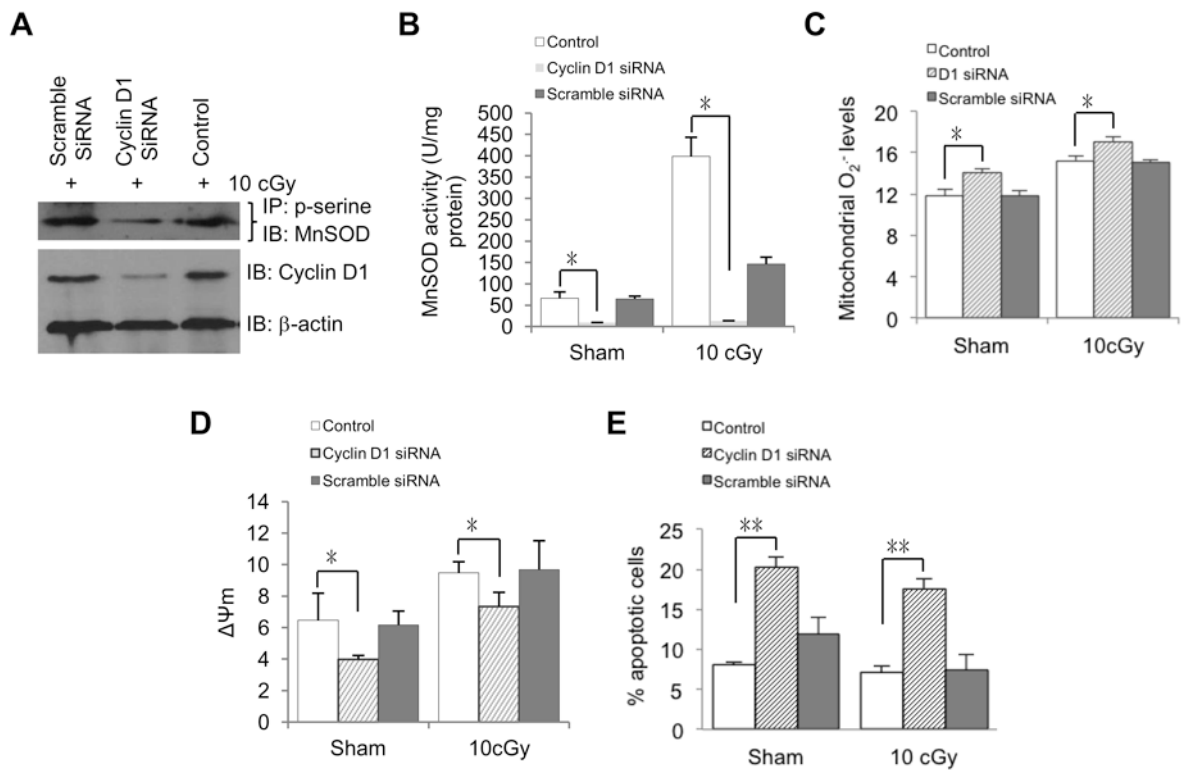 A
Scramble
SiRNA
Cyclin D1
SiRNA
Control
+ + + 10 cGy
IP: p-serine
IB: MnSOD
IB: Cyclin D1
IB: β-actin
B
Control
Cyclin D1 siRNA
Scramble siRNA
MnSOD activity (U/mg
protein)
500
450
400
350
300
250
200
150
100
50
0
*
*
Sham
10 cGy
C
Control
D1 siRNA
Scramble siRNA
Mitochondrial O₂˙⁻ levels
20
16
12
8
4
0
*
*
Sham
10cGy
D
Control
Cyclin D1 siRNA
Scramble siRNA
ΔΨm
14
12
10
8
6
4
2
0
*
*
Sham
10cGy
E
Control
Cyclin D1 siRNA
Scramble siRNA
% apoptotic cells
25
20
15
10
5
0
**
**
Sham
10 cGy